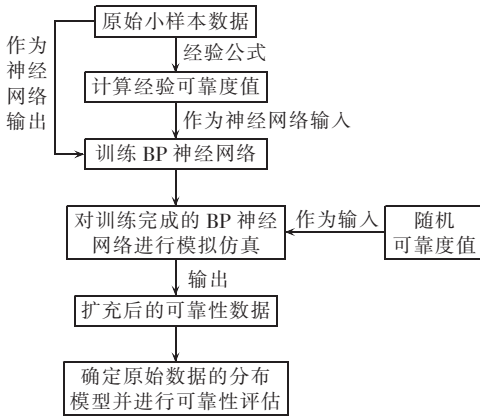 原始小样本数据
作为
神经
网络
输出
经验公式
计算经验可靠度值
作为神经网络输入
训练 BP 神经网络
对训练完成的 BP 神经
网络进行模拟仿真
作为输入
随机
可靠度值
输出
扩充后的可靠性数据
确定原始数据的分布
模型并进行可靠性评估